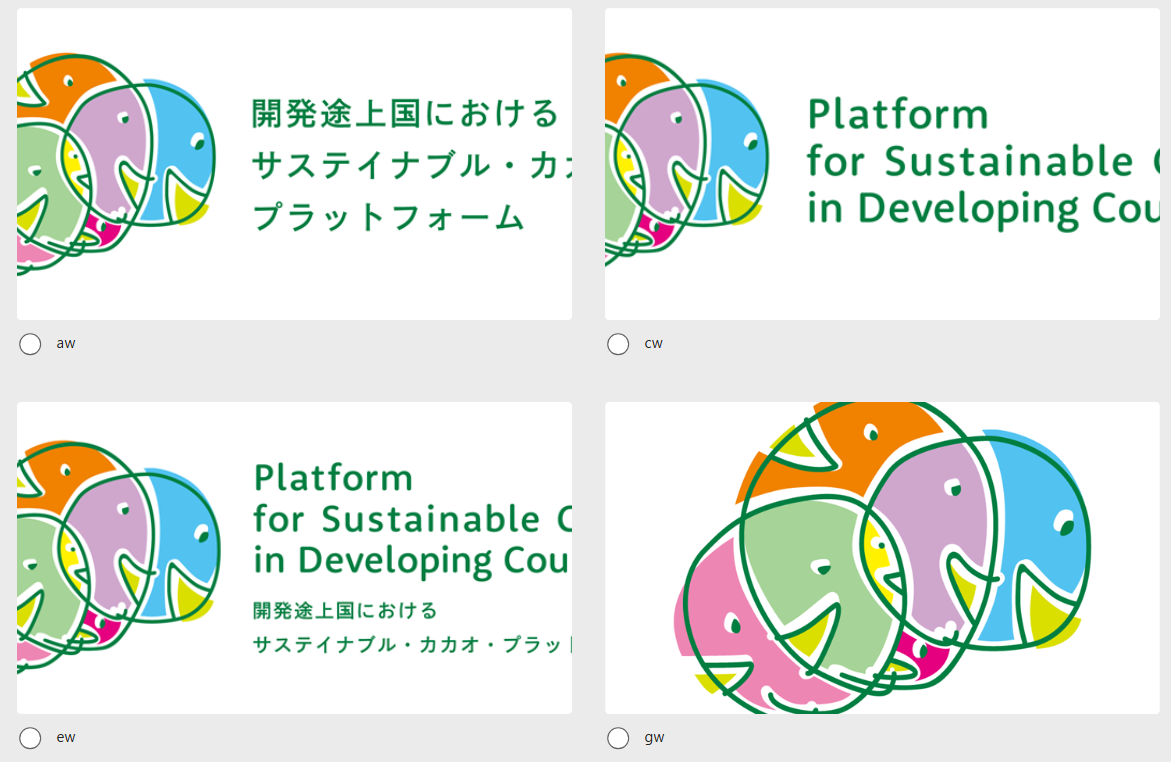 開発途上国における
サステイナブル・カカ
プラットフォーム
aw
Platform
for Sustainable C
in Developing Cou
cw
Platform
for Sustainable C
in Developing Cou
開発途上国における
サステイナブル・カカオ・プラット
ew
gw